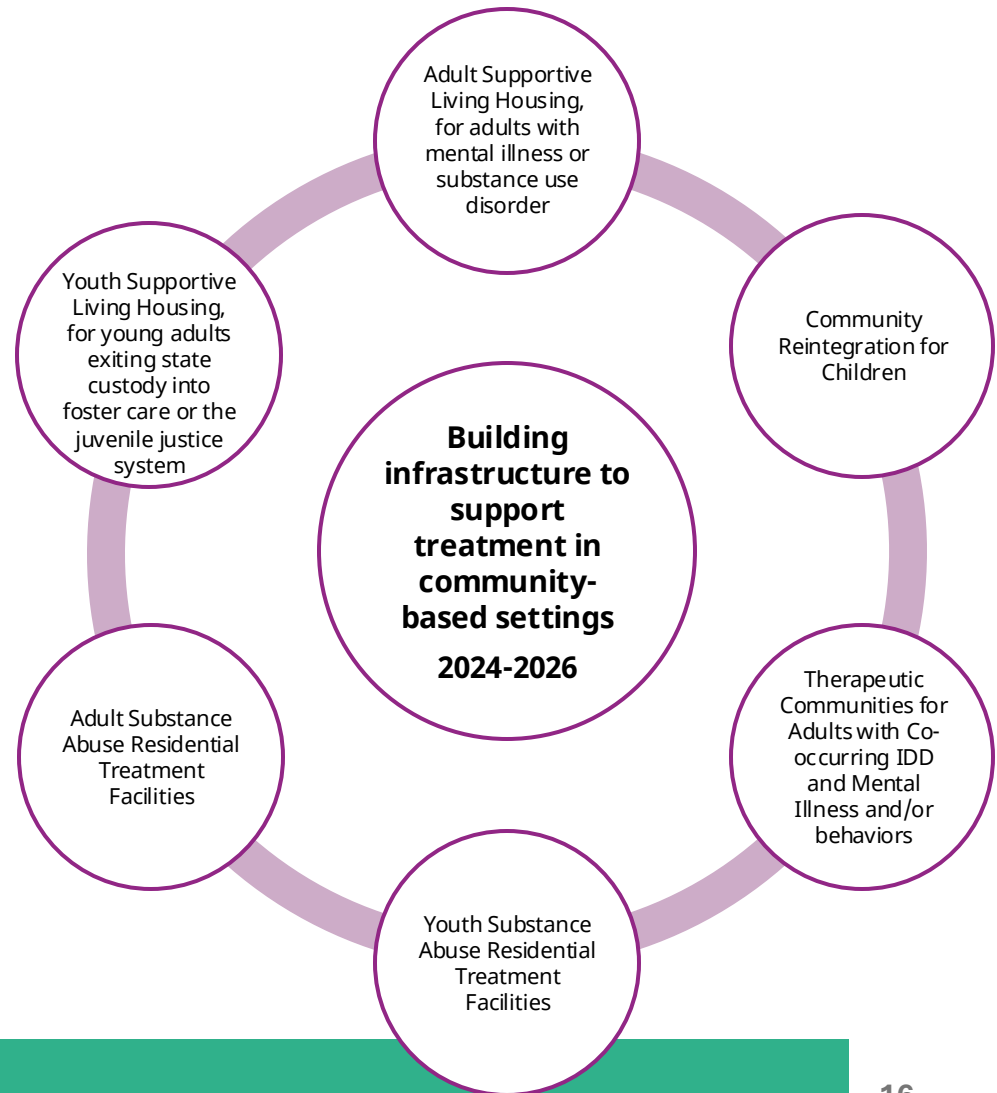 Adult Supportive
Living Housing,
for adults with
mental illness or
substance use
disorder
Community
Reintegration for
Children
Therapeutic
Communities for
Adults with Co-
occurring IDD
and Mental
Illness and/or
behaviors
Youth Substance
Abuse Residential
Treatment
Facilities
Adult Substance
Abuse Residential
Treatment
Facilities
Youth Supportive
Living Housing,
for young adults
exiting state
custody into
foster care or the
juvenile justice
system
Building
infrastructure to
support
treatment in
community-
based settings
2024-2026
16